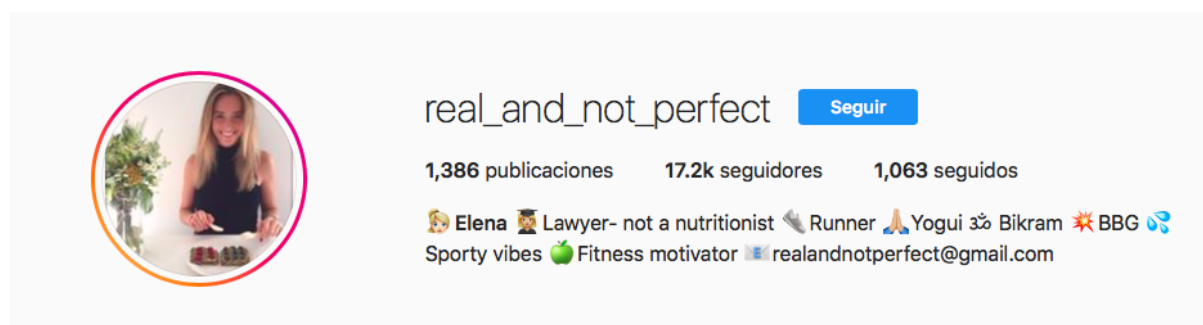 real_and_not_perfect Seguir
1,386 publicaciones 17.2k seguidores 1,063 seguidos
👱🏼‍♀️ Elena 👩🏼‍🎓 Lawyer- not a nutritionist 👟 Runner 🙏🏼 Yogui 🕉 Bikram 💥 BBG 💦
Sporty vibes 🍏 Fitness motivator 📧 realandnotperfect@gmail.com